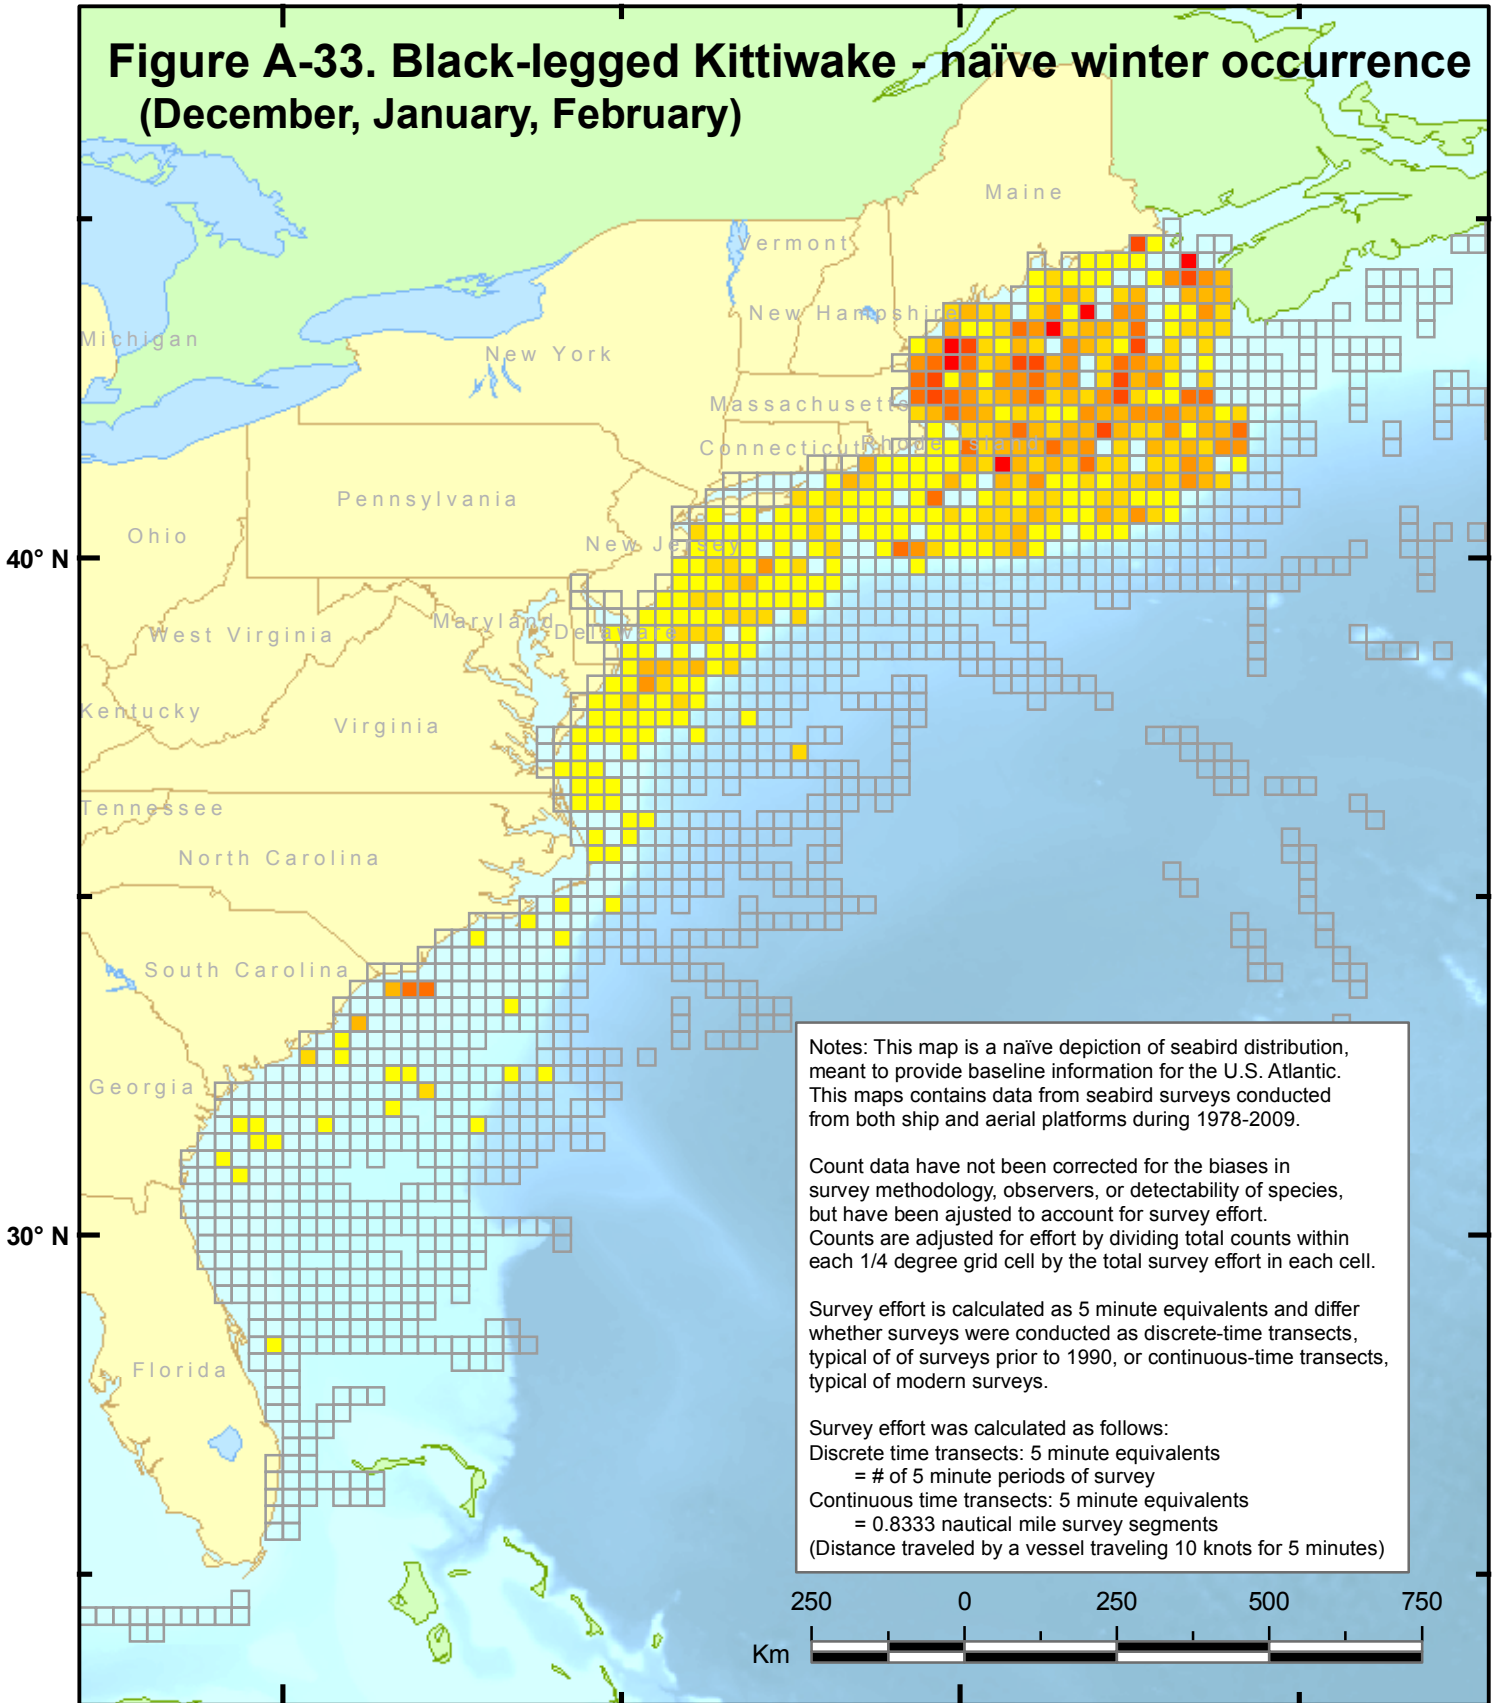 Figure A-33. Black-legged Kittiwake - naïve winter occurrence
(December, January, February)
Maine
Vermont
New Hampshire
Michigan
New York
Massachusetts
Connecticut
Rhode Island
Pennsylvania
Ohio
New Jersey
40° N
Maryland
Delaware
West Virginia
Kentucky
Virginia
Tennessee
North Carolina
South Carolina
Georgia
30° N
Florida
Notes: This map is a naïve depiction of seabird distribution,
meant to provide baseline information for the U.S. Atlantic.
This maps contains data from seabird surveys conducted
from both ship and aerial platforms during 1978-2009.
Count data have not been corrected for the biases in
survey methodology, observers, or detectability of species,
but have been ajusted to account for survey effort.
Counts are adjusted for effort by dividing total counts within
each 1/4 degree grid cell by the total survey effort in each cell.
Survey effort is calculated as 5 minute equivalents and differ
whether surveys were conducted as discrete-time transects,
typical of of surveys prior to 1990, or continuous-time transects,
typical of modern surveys.
Survey effort was calculated as follows:
Discrete time transects: 5 minute equivalents
= # of 5 minute periods of survey
Continuous time transects: 5 minute equivalents
= 0.8333 nautical mile survey segments
(Distance traveled by a vessel traveling 10 knots for 5 minutes)
250 0 250 500 750
Km